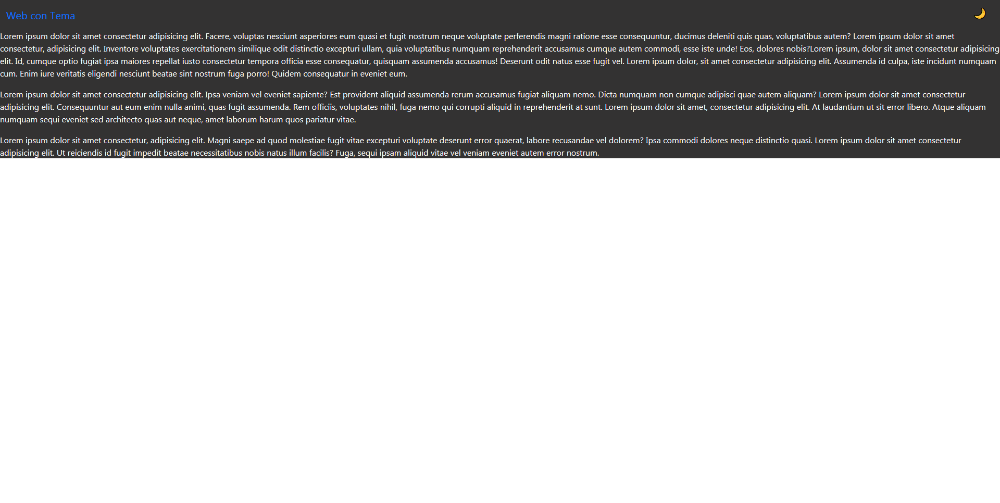 Web con Tema
Lorem ipsum dolor sit amet consectetur adipisicing elit. Facere, voluptas nesciunt asperiores eum quasi et fugit nostrum neque voluptate perferendis magni ratione esse consequuntur, ducimus deleniti quis quas, voluptatibus autem? Lorem ipsum dolor sit amet
consectetur, adipisicing elit. Inventore voluptates exercitationem similique odit distinctio excepturi ullam, quia voluptatibus numquam reprehenderit accusamus cumque autem commodi, esse iste unde! Eos, dolores nobis?Lorem ipsum, dolor sit amet consectetur adipisicing
elit. Id, cumque optio fugiat ipsa maiores repellat iusto consectetur tempora officia esse consequatur, quisquam assumenda accusamus! Deserunt odit natus esse fugit vel. Lorem ipsum dolor, sit amet consectetur adipisicing elit. Assumenda id culpa, iste incidunt numquam
cum. Enim iure veritatis eligendi nesciunt beatae sint nostrum fuga porro! Quidem consequatur in eveniet eum.
Lorem ipsum dolor sit amet consectetur adipisicing elit. Ipsa veniam vel eveniet sapiente? Est provident aliquid assumenda rerum accusamus fugiat aliquam nemo. Dicta numquam non cumque adipisci quae autem aliquam? Lorem ipsum dolor sit amet consectetur
adipisicing elit. Consequuntur aut eum enim nulla animi, quas fugit assumenda. Rem officiis, voluptates nihil, fuga nemo qui corrupti aliquid in reprehenderit at sunt. Lorem ipsum dolor sit amet, consectetur adipisicing elit. At laudantium ut sit error libero. Atque aliquam
numquam sequi eveniet sed architecto quas aut neque, amet laborum harum quos pariatur vitae.
Lorem ipsum dolor sit amet consectetur, adipisicing elit. Magni saepe ad quod molestiae fugit vitae excepturi voluptate deserunt error quaerat, labore recusandae vel dolorem? Ipsa commodi dolores neque distinctio quasi. Lorem ipsum dolor sit amet consectetur
adipisicing elit. Ut reiciendis id fugit impedit beatae necessitatibus nobis natus illum facilis? Fuga, sequi ipsam aliquid vitae vel veniam eveniet autem error nostrum.